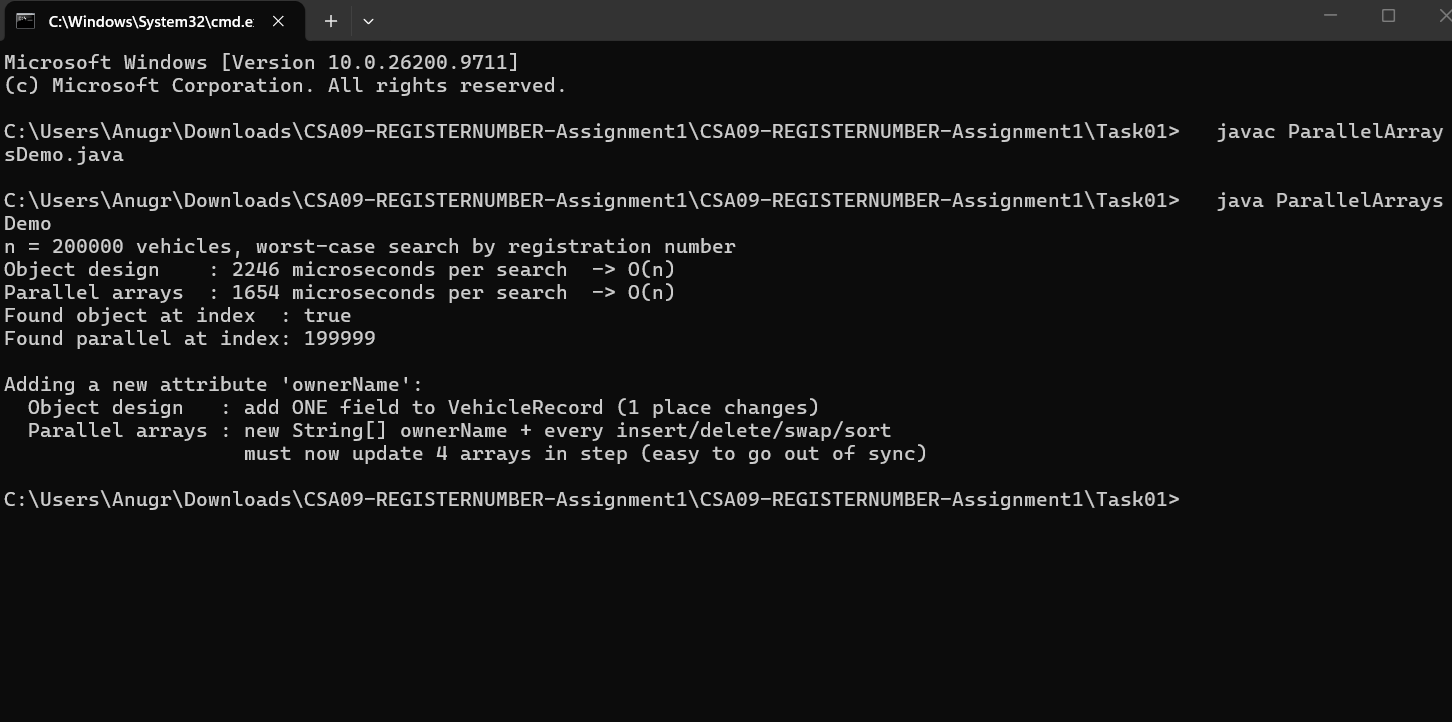 C:\Windows\System32\cmd.e
Microsoft Windows [Version 10.0.26200.9711]
(c) Microsoft Corporation. All rights reserved.
C:\Users\Anugr\Downloads\CSA09-REGISTERNUMBER-Assignment1\CSA09-REGISTERNUMBER-Assignment1\Task01>   javac ParallelArray
sDemo.java
C:\Users\Anugr\Downloads\CSA09-REGISTERNUMBER-Assignment1\CSA09-REGISTERNUMBER-Assignment1\Task01>   java ParallelArrays
Demo
n = 200000 vehicles, worst-case search by registration number
Object design    : 2246 microseconds per search  -> O(n)
Parallel arrays  : 1654 microseconds per search  -> O(n)
Found object at index  : true
Found parallel at index: 199999
Adding a new attribute 'ownerName':
  Object design   : add ONE field to VehicleRecord (1 place changes)
  Parallel arrays : new String[] ownerName + every insert/delete/swap/sort
                    must now update 4 arrays in step (easy to go out of sync)
C:\Users\Anugr\Downloads\CSA09-REGISTERNUMBER-Assignment1\CSA09-REGISTERNUMBER-Assignment1\Task01>